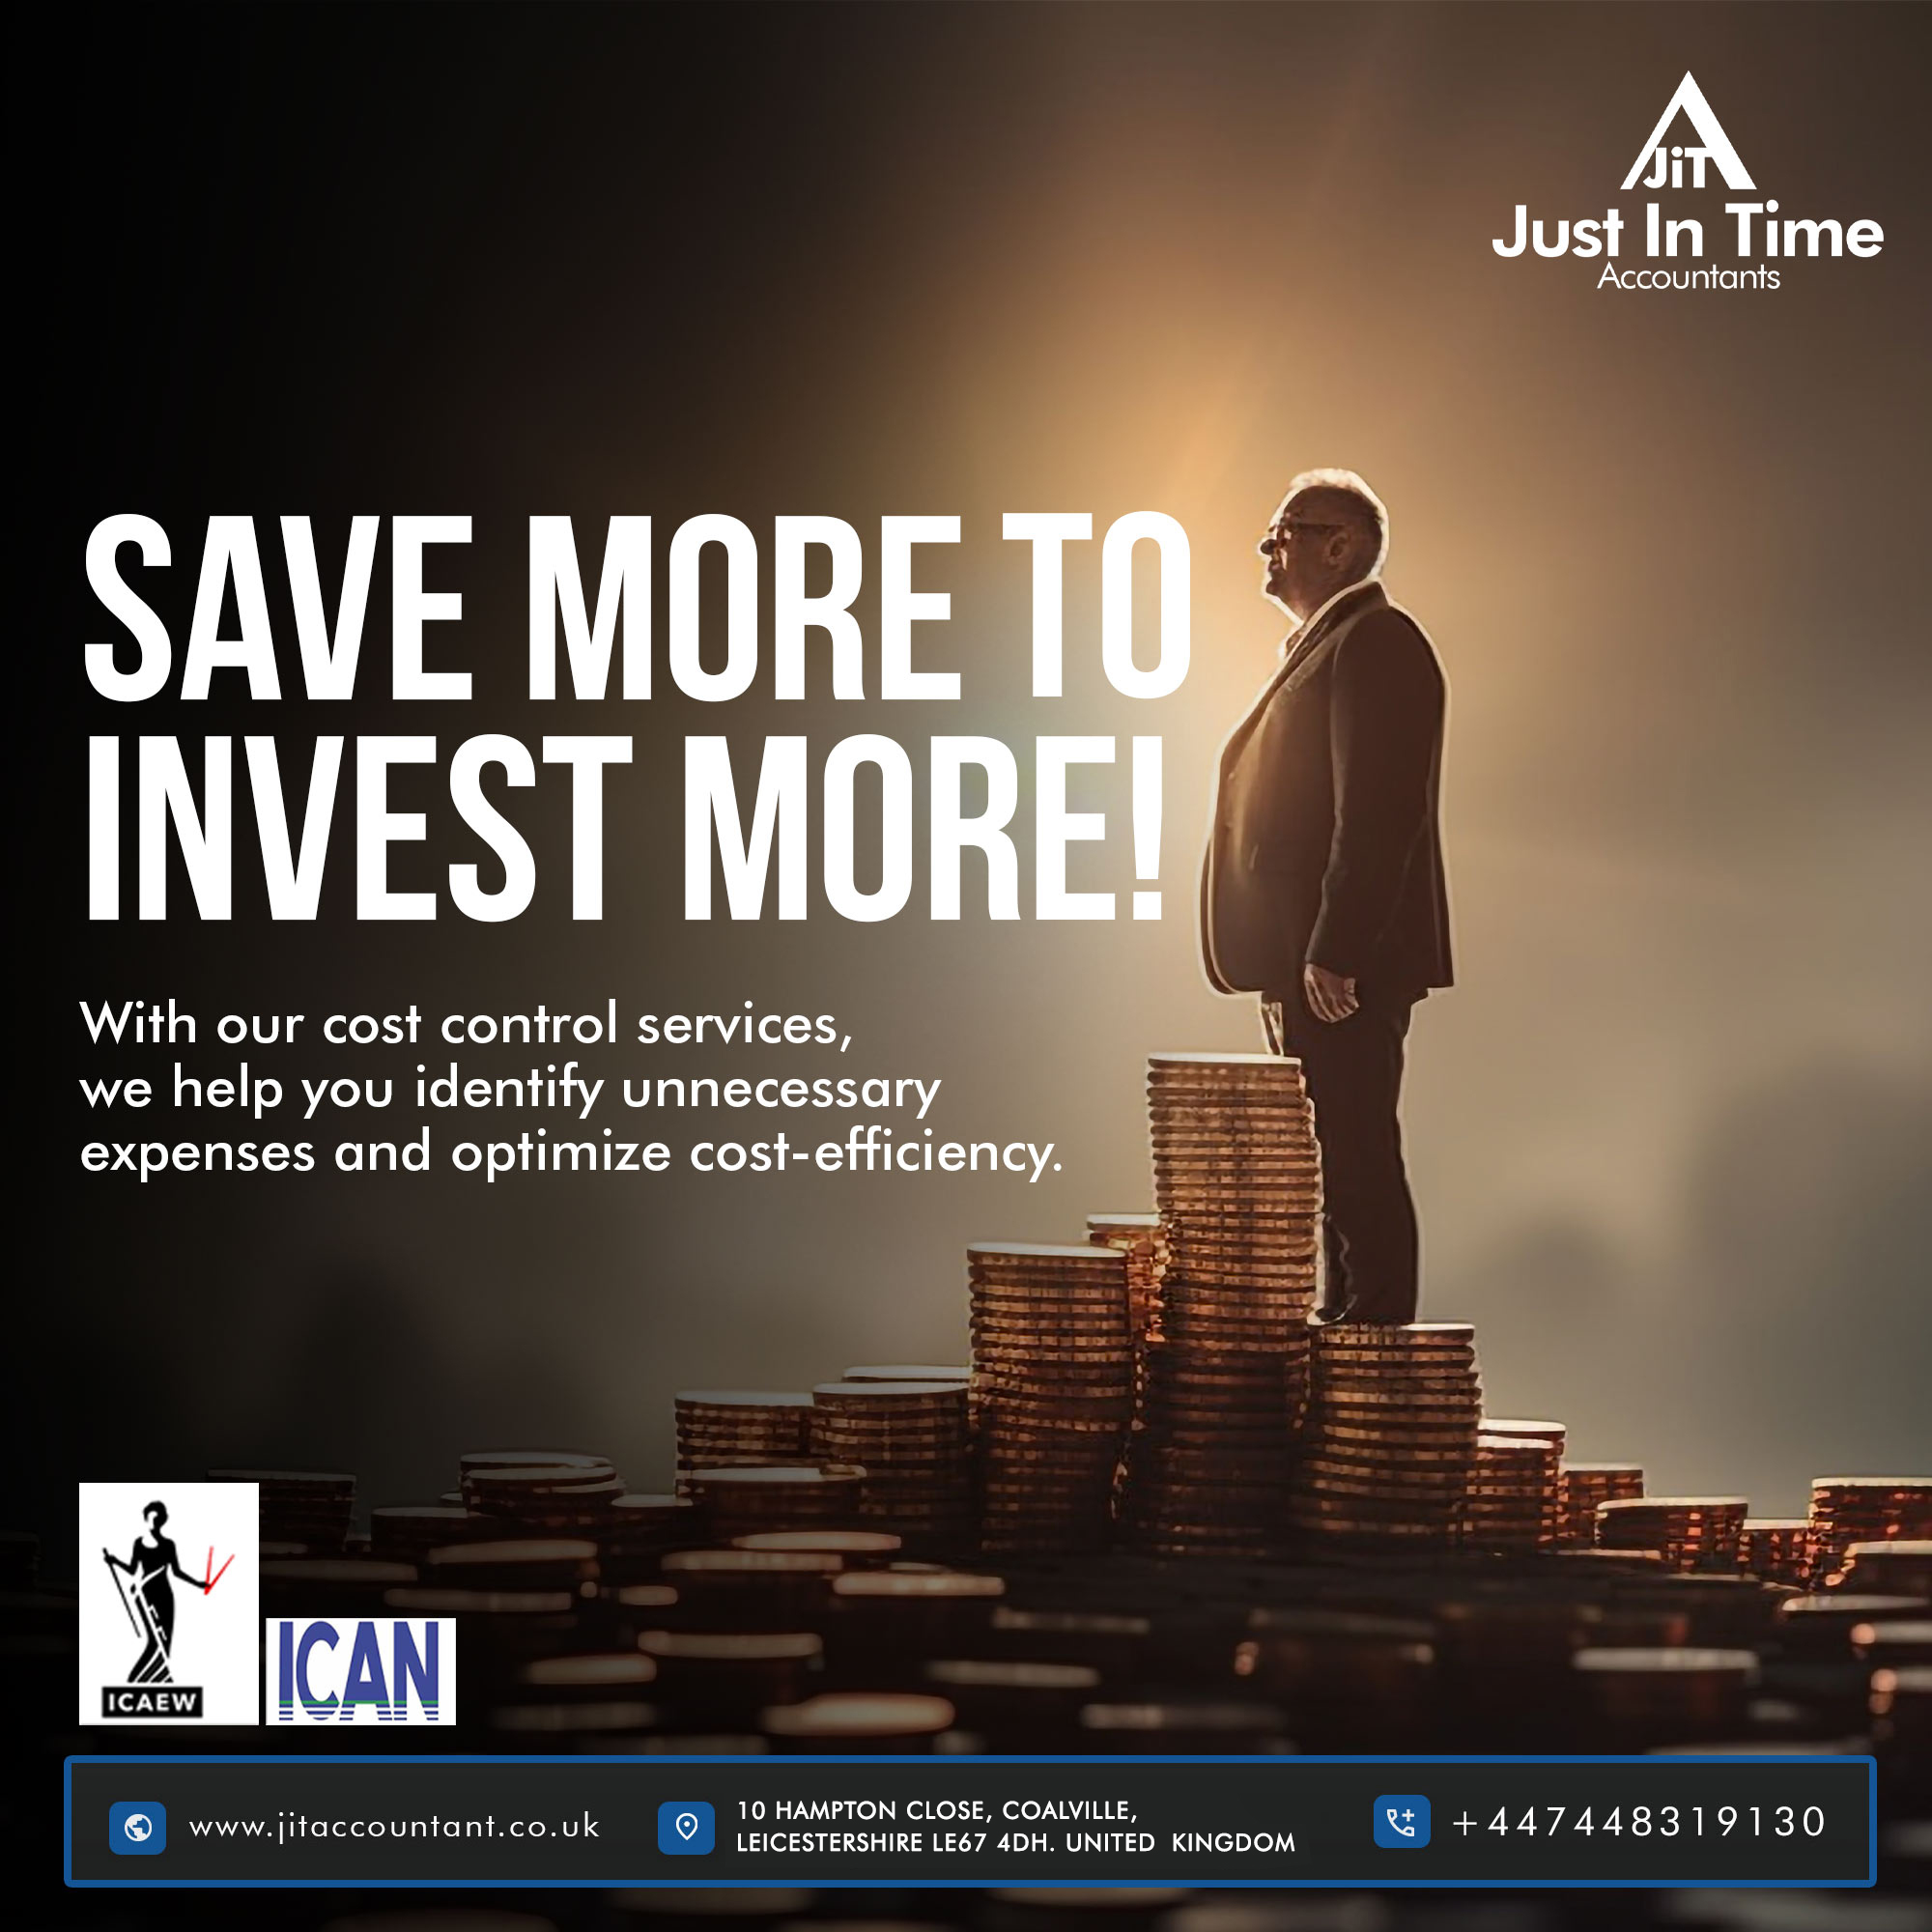 JiT
Just In Time
Accountants
SAVE MORE TO
INVEST MORE!
With our cost control services,
we help you identify unnecessary
expenses and optimize cost-efficiency.
ICAEW
ICAN
www.jitaccountant.co.uk
10 HAMPTON CLOSE, COALVILLE,
LEICESTERSHIRE LE67 4DH. UNITED KINGDOM
+447448319130